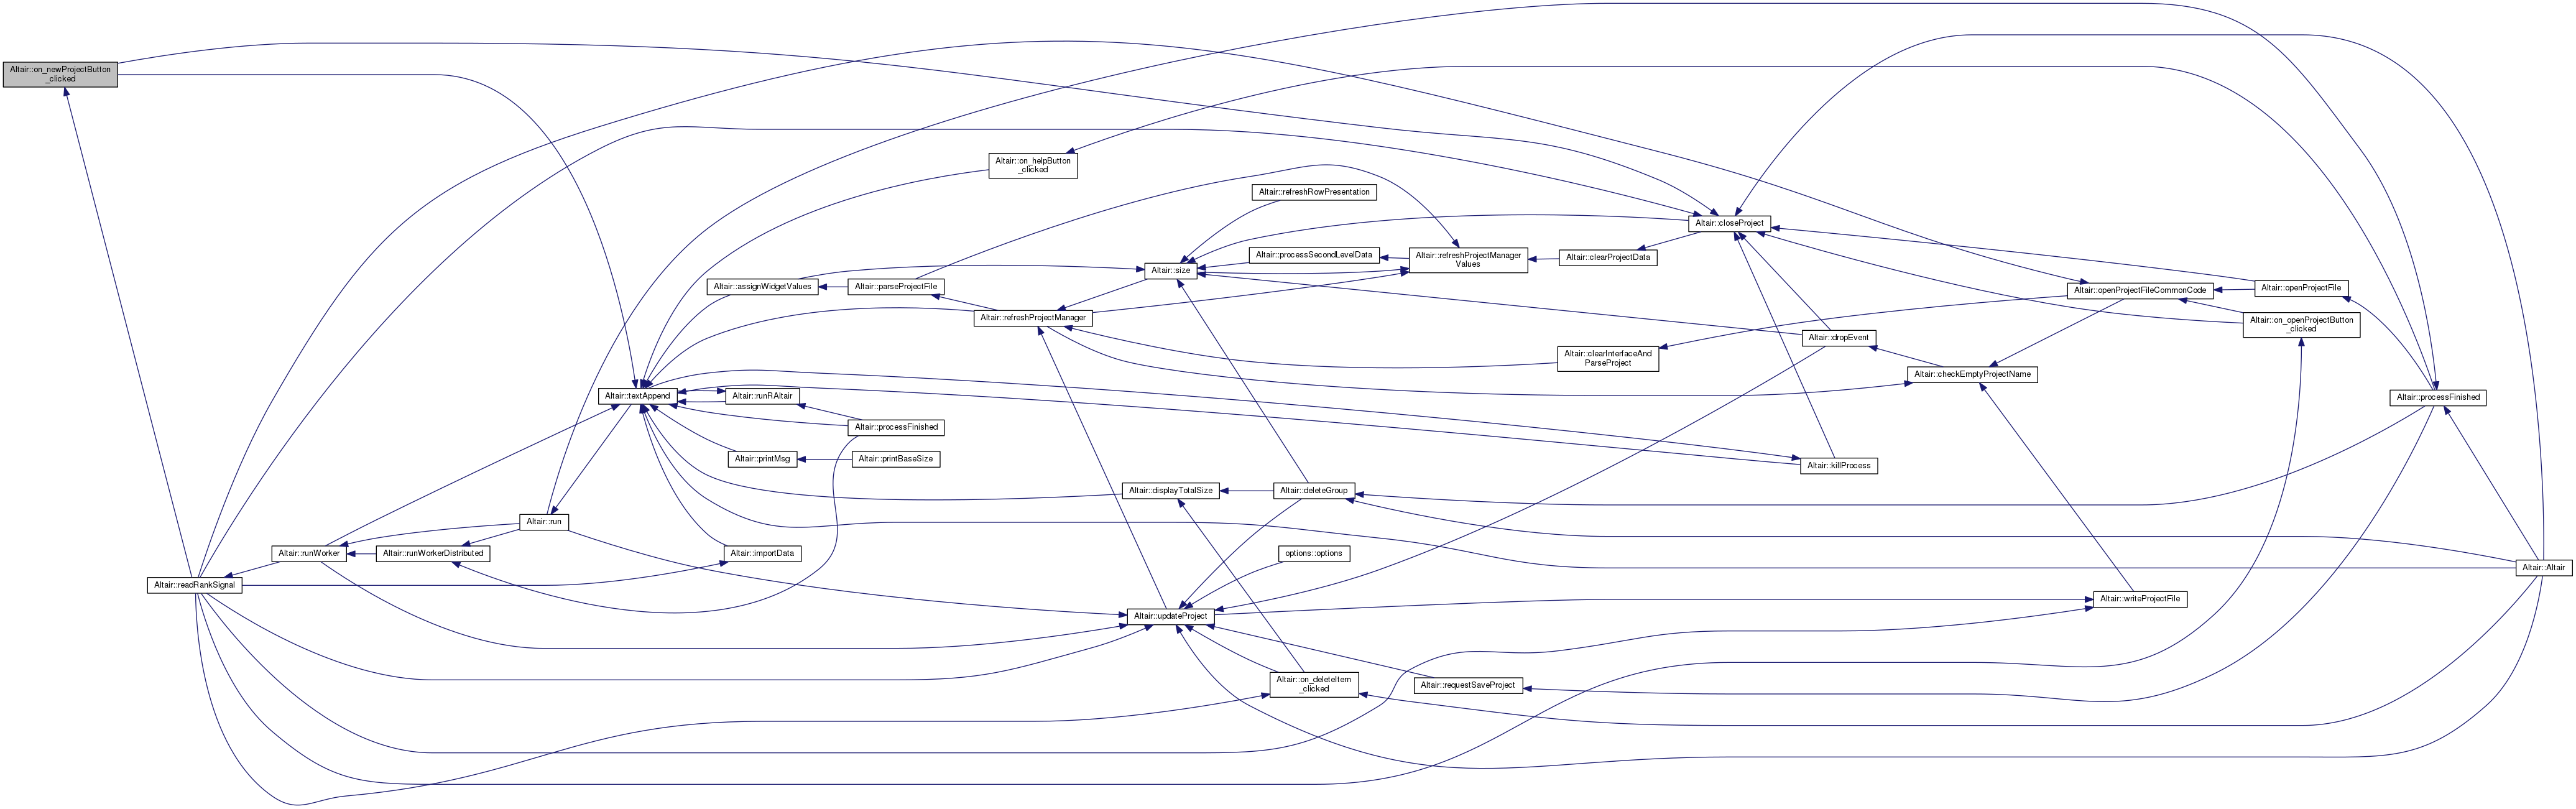 Altair::on_newProjectButton
_clicked
Altair::on_helpButton
_clicked
Altair::refreshRowPresentation
Altair::closeProject
Altair::processSecondLevelData
Altair::refreshProjectManager
Values
Altair::clearProjectData
Altair::size
Altair::assignWidgetValues
Altair::parseProjectFile
Altair::openProjectFileCommonCode
Altair::openProjectFile
Altair::refreshProjectManager
Altair::on_openProjectButton
_clicked
Altair::dropEvent
Altair::clearInterfaceAnd
ParseProject
Altair::checkEmptyProjectName
Altair::textAppend
Altair::runRAltair
Altair::processFinished
Altair::processFinished
Altair::printMsg
Altair::printBaseSize
Altair::killProcess
Altair::displayTotalSize
Altair::deleteGroup
Altair::run
Altair::runWorker
Altair::runWorkerDistributed
Altair::importData
options::options
Altair::Altair
Altair::readRankSignal
Altair::writeProjectFile
Altair::updateProject
Altair::on_deleteItem
_clicked
Altair::requestSaveProject